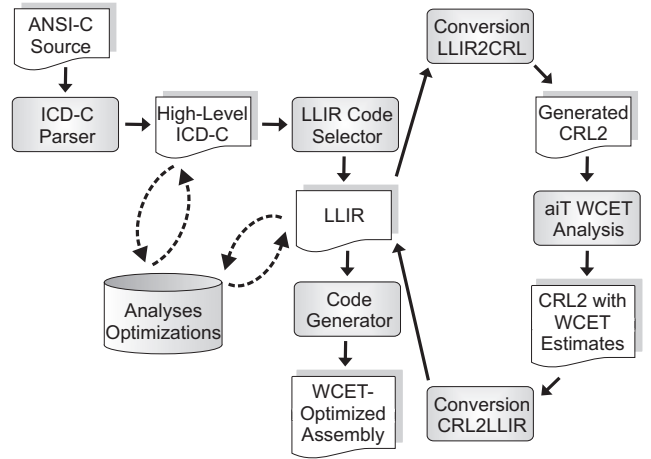 ANSI-C
Source
ICD-C
Parser
High-Level
ICD-C
LLIR Code
Selector
LLIR
Analyses
Optimizations
Code
Generator
WCET-
Optimized
Assembly
Conversion
LLIR2CRL
Generated
CRL2
aiT WCET
Analysis
CRL2 with
WCET
Estimates
Conversion
CRL2LLIR